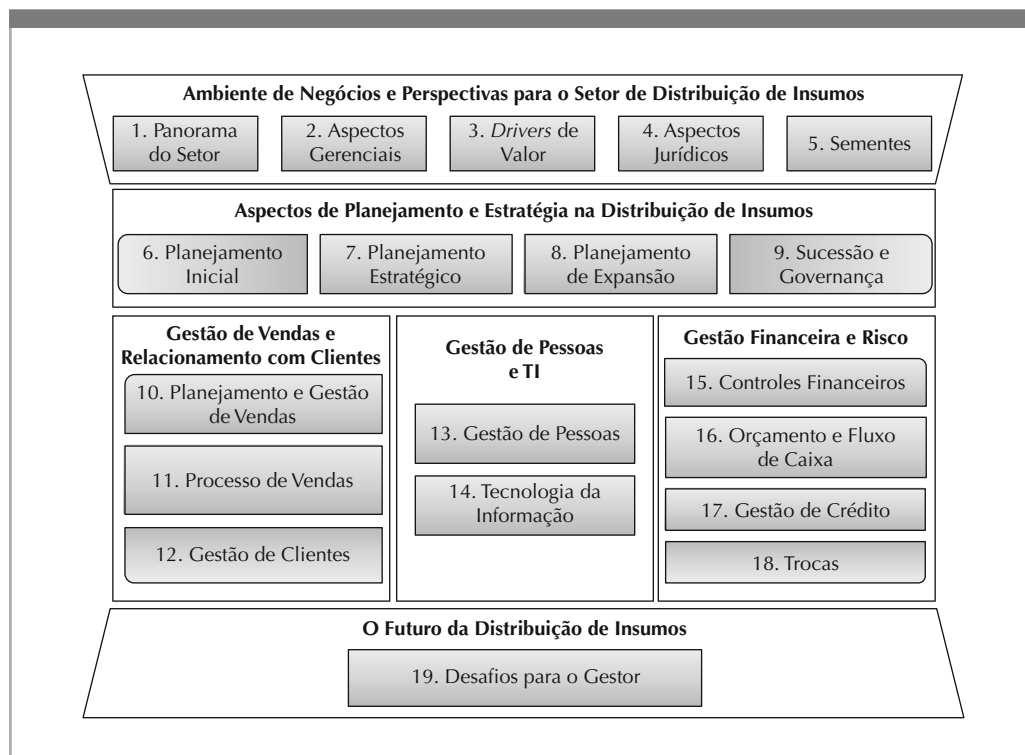 Ambiente de Negócios e Perspectivas para o Setor de Distribuição de Insumos
1. Panorama
do Setor
2. Aspectos
Gerenciais
3. Drivers de
Valor
4. Aspectos
Jurídicos
5. Sementes
Aspectos de Planejamento e Estratégia na Distribuição de Insumos
6. Planejamento
Inicial
7. Planejamento
Estratégico
8. Planejamento
de Expansão
9. Sucessão e
Governança
Gestão de Vendas e
Relacionamento com Clientes
10. Planejamento e Gestão
de Vendas
11. Processo de Vendas
12. Gestão de Clientes
Gestão de Pessoas
e TI
13. Gestão de Pessoas
14. Tecnologia da
Informação
Gestão Financeira e Risco
15. Controles Financeiros
16. Orçamento e Fluxo
de Caixa
17. Gestão de Crédito
18. Trocas
O Futuro da Distribuição de Insumos
19. Desafios para o Gestor